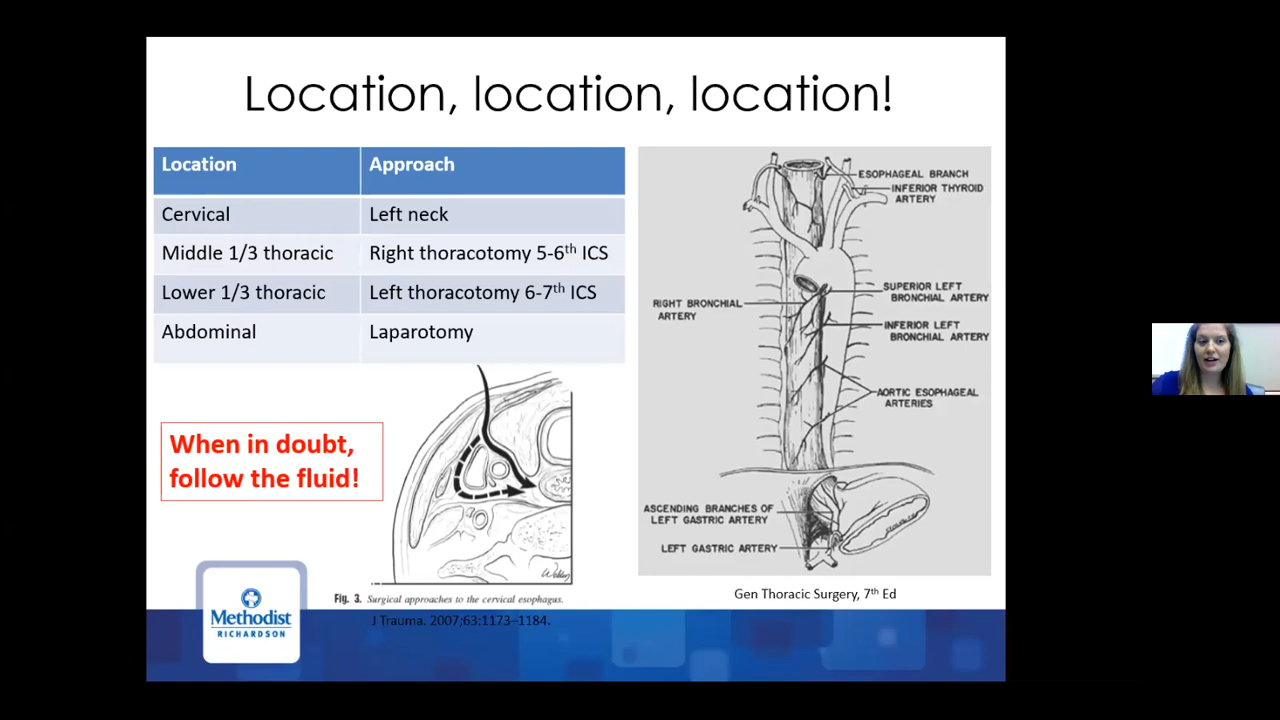 Location, location, location!
Location Approach
Cervical Left neck
Middle 1/3 thoracic Right thoracotomy 5-6th ICS
Lower 1/3 thoracic Left thoracotomy 6-7th ICS
Abdominal Laparotomy
When in doubt,
follow the fluid!
Fig. 3. Surgical approaches to the cervical esophagus.
J Trauma. 2007;63:1173–1184.
ESOPHAGEAL BRANCH
INFERIOR THYROID
ARTERY
SUPERIOR LEFT
BRONCHIAL ARTERY
RIGHT BRONCHIAL
ARTERY
INFERIOR LEFT
BRONCHIAL ARTERY
AORTIC ESOPHAGEAL
ARTERIES
ASCENDING BRANCHES OF
LEFT GASTRIC ARTERY
LEFT GASTRIC ARTERY
Gen Thoracic Surgery, 7th Ed
Methodist
RICHARDSON